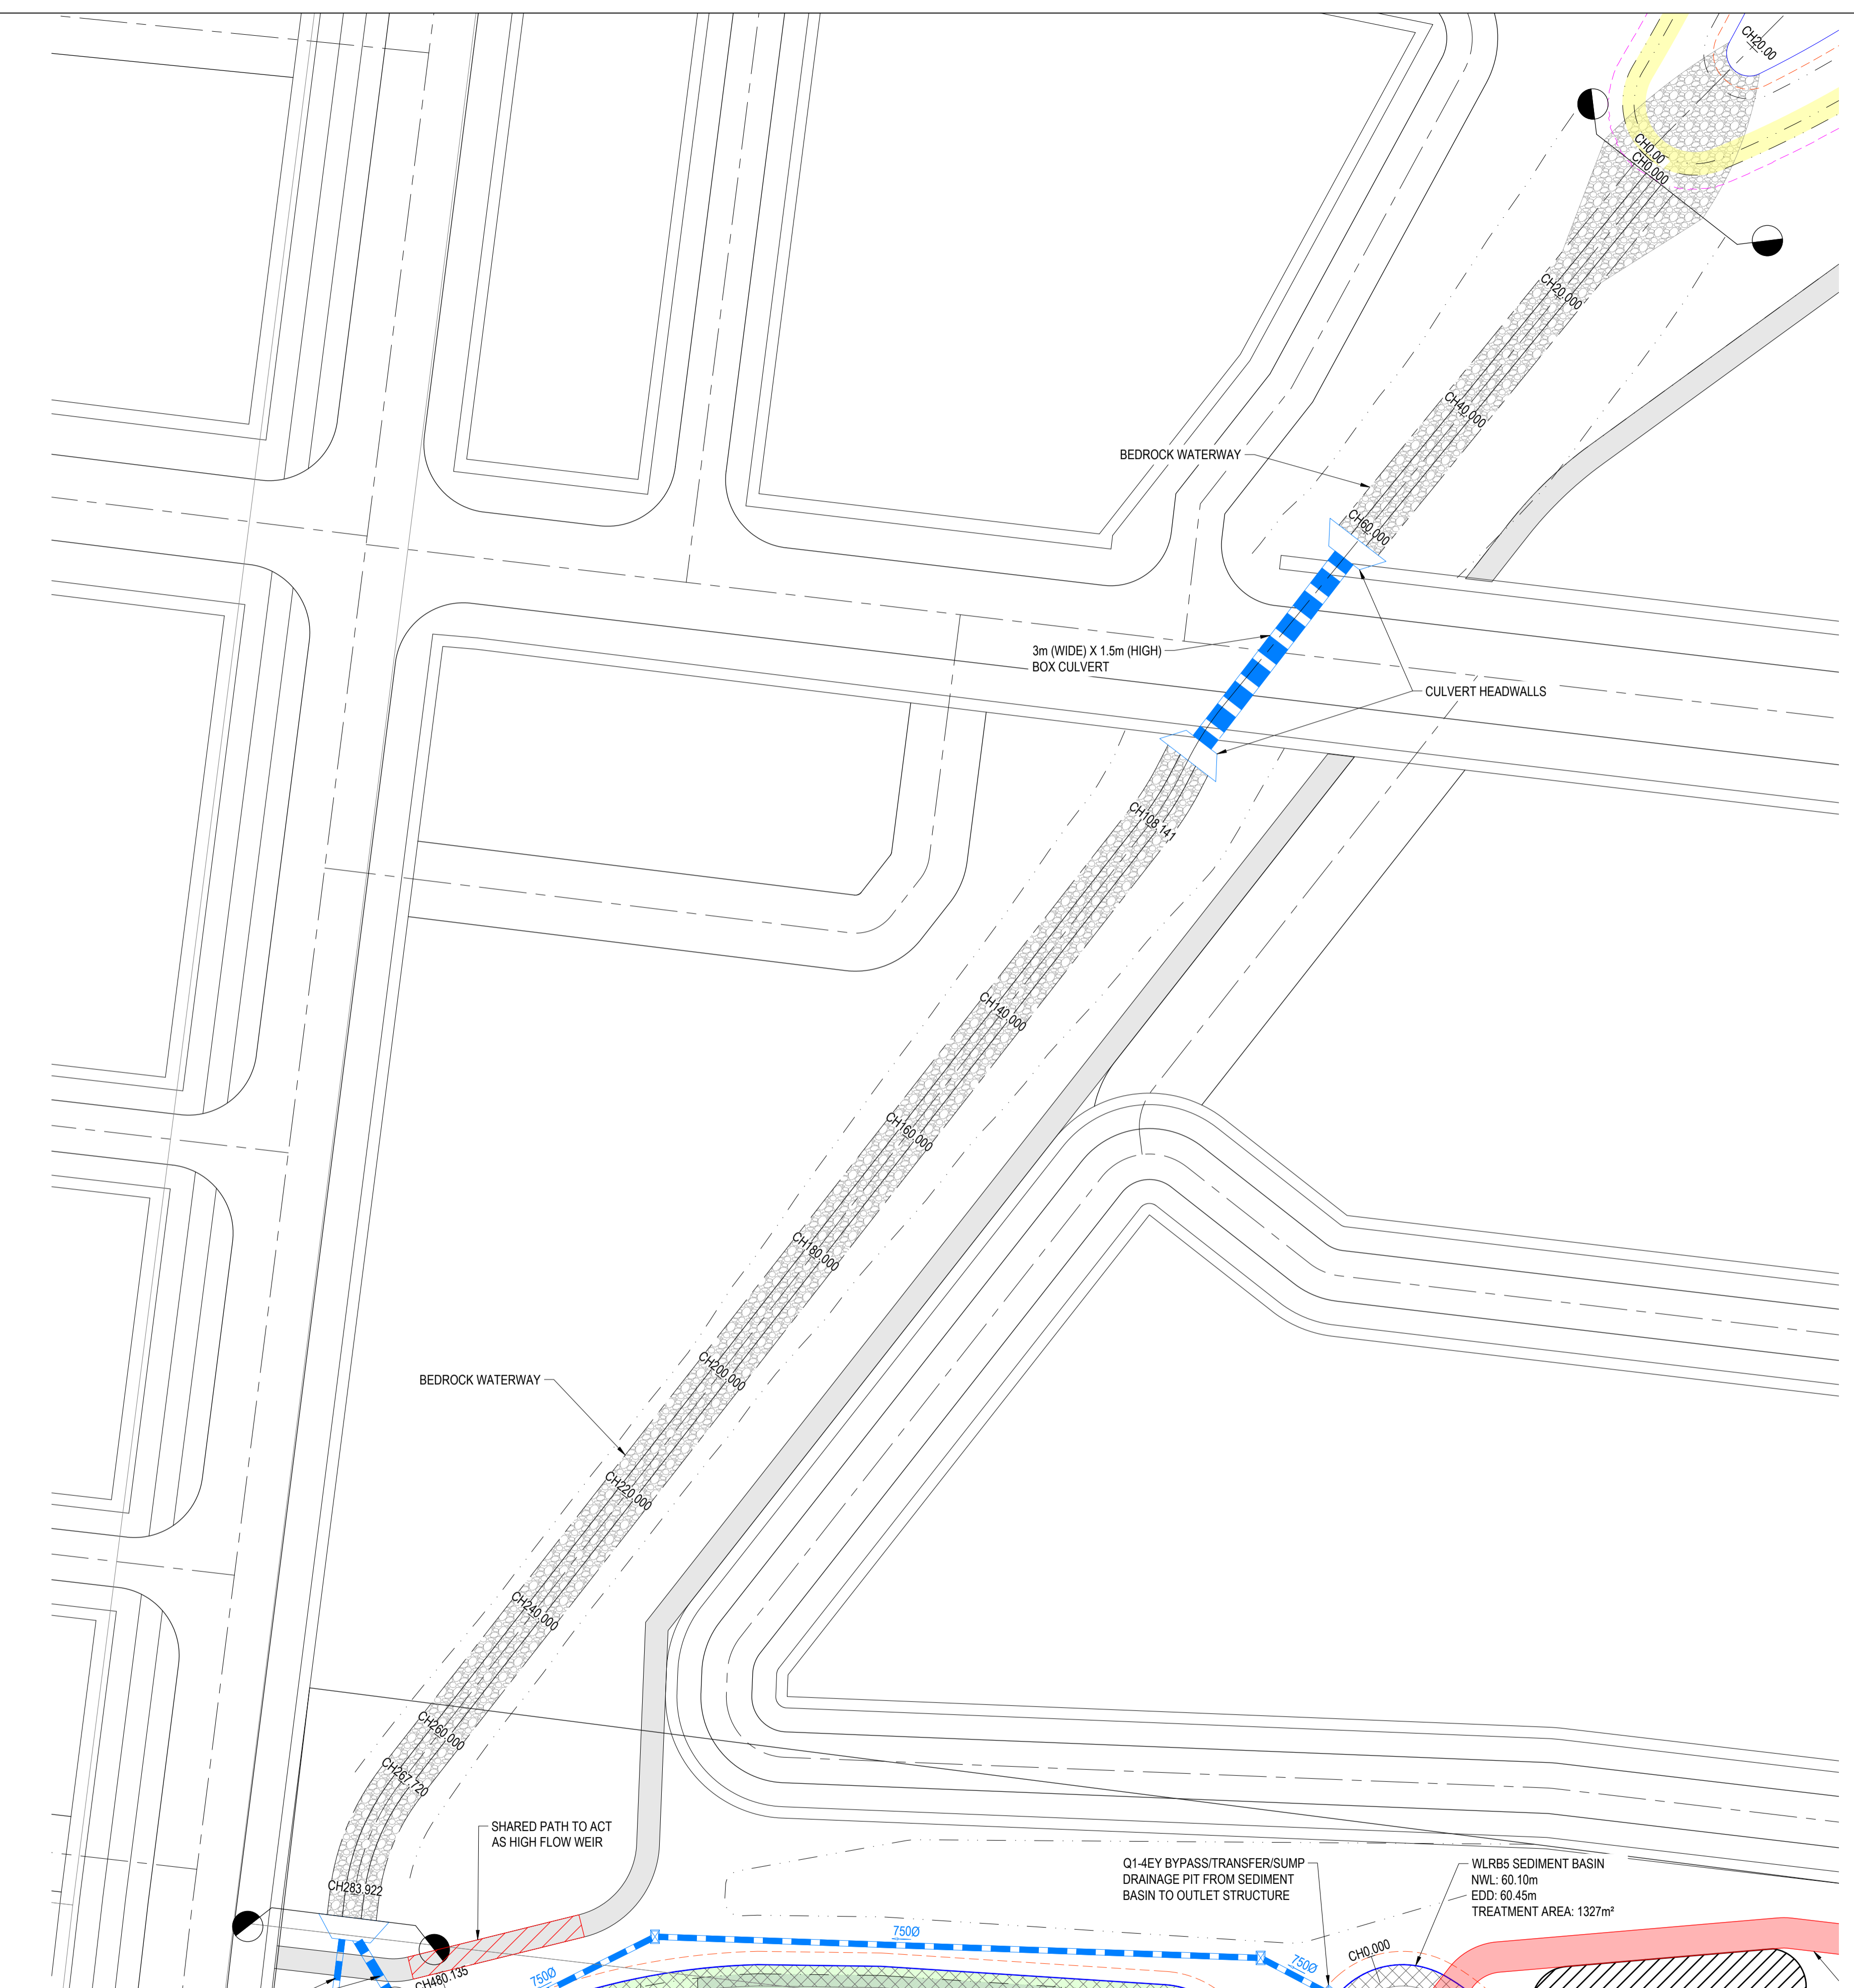 CH20.00
CH0.00
CH0.000
CH20.000
CH40.000
BEDROCK WATERWAY
CH60.000
3m (WIDE) X 1.5m (HIGH)
BOX CULVERT
CULVERT HEADWALLS
CH108.141
CH140.000
CH160.000
CH180.000
CH200.000
BEDROCK WATERWAY
CH220.000
CH240.000
CH260.000
CH267.720
SHARED PATH TO ACT
AS HIGH FLOW WEIR
CH283.922
Q1-4EY BYPASS/TRANSFER/SUMP
DRAINAGE PIT FROM SEDIMENT
BASIN TO OUTLET STRUCTURE
WLRB5 SEDIMENT BASIN
NWL: 60.10m
EDD: 60.45m
TREATMENT AREA: 1327m²
750Ø
CH0.000
750Ø
750Ø
CH480.135